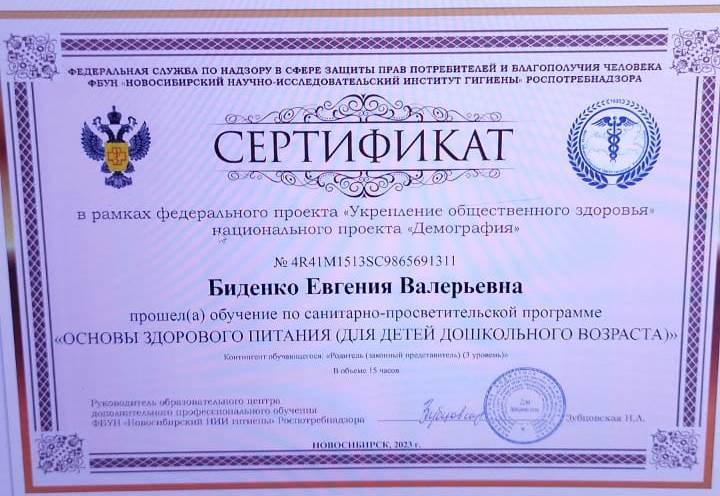 ФЕДЕРАЛЬНАЯ СЛУЖБА ПО НАДЗОРУ В СФЕРЕ ЗАЩИТЫ ПРАВ ПОТРЕБИТЕЛЕЙ И БЛАГОПОЛУЧИЯ ЧЕЛОВЕКА
ФБУН «НОВОСИБИРСКИЙ НАУЧНО-ИССЛЕДОВАТЕЛЬСКИЙ ИНСТИТУТ ГИГИЕНЫ» РОСПОТРЕБНАДЗОРА
СЕРТИФИКАТ
в рамках федерального проекта «Укрепление общественного здоровья»
национального проекта «Демография»
№ 4R41M1513SC9865691311
Биденко Евгения Валерьевна
прошел(а) обучение по санитарно-просветительской программе
«ОСНОВЫ ЗДОРОВОГО ПИТАНИЯ (ДЛЯ ДЕТЕЙ ДОШКОЛЬНОГО ВОЗРАСТА)»
Контингент обучающегося: «Родитель (законный представитель) (3 уровень)»
В объеме 15 часов
Руководитель образовательного центра
дополнительного профессионального обучения
ФБУН «Новосибирский НИИ гигиены» Роспотребнадзора
Зубцовская Н.А.
Для
НОВОСИБИРСК, 2023 г.